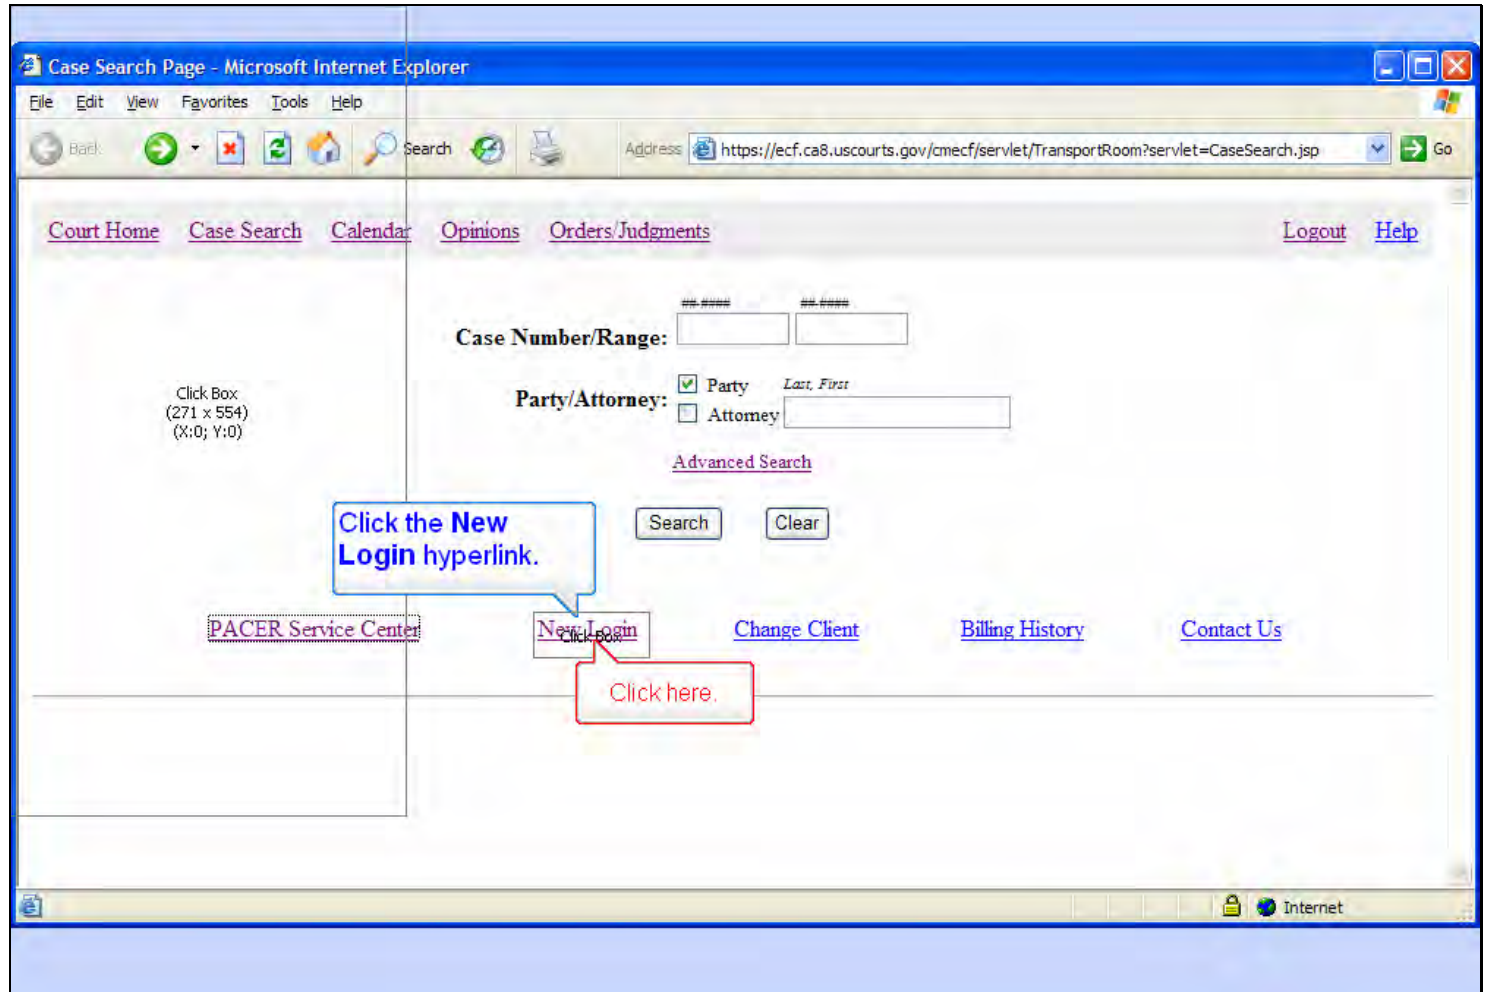 Case Search Page - Microsoft Internet Explorer
File Edit View Favorites Tools Help
Back Search Address https://ecf.ca8.uscourts.gov/cmecf/servlet/TransportRoom?servlet=CaseSearch.jsp Go
Court Home Case Search Calendar Opinions Orders/Judgments Logout Help
##-#### ##-####
Case Number/Range:
Click Box
(271 x 554)
(X:0; Y:0)
Party/Attorney: Party Last, First
Attorney
Advanced Search
Click the New
Login hyperlink.
Search Clear
PACER Service Center New Login Change Client Billing History Contact Us
Click Box
Click here.
Internet